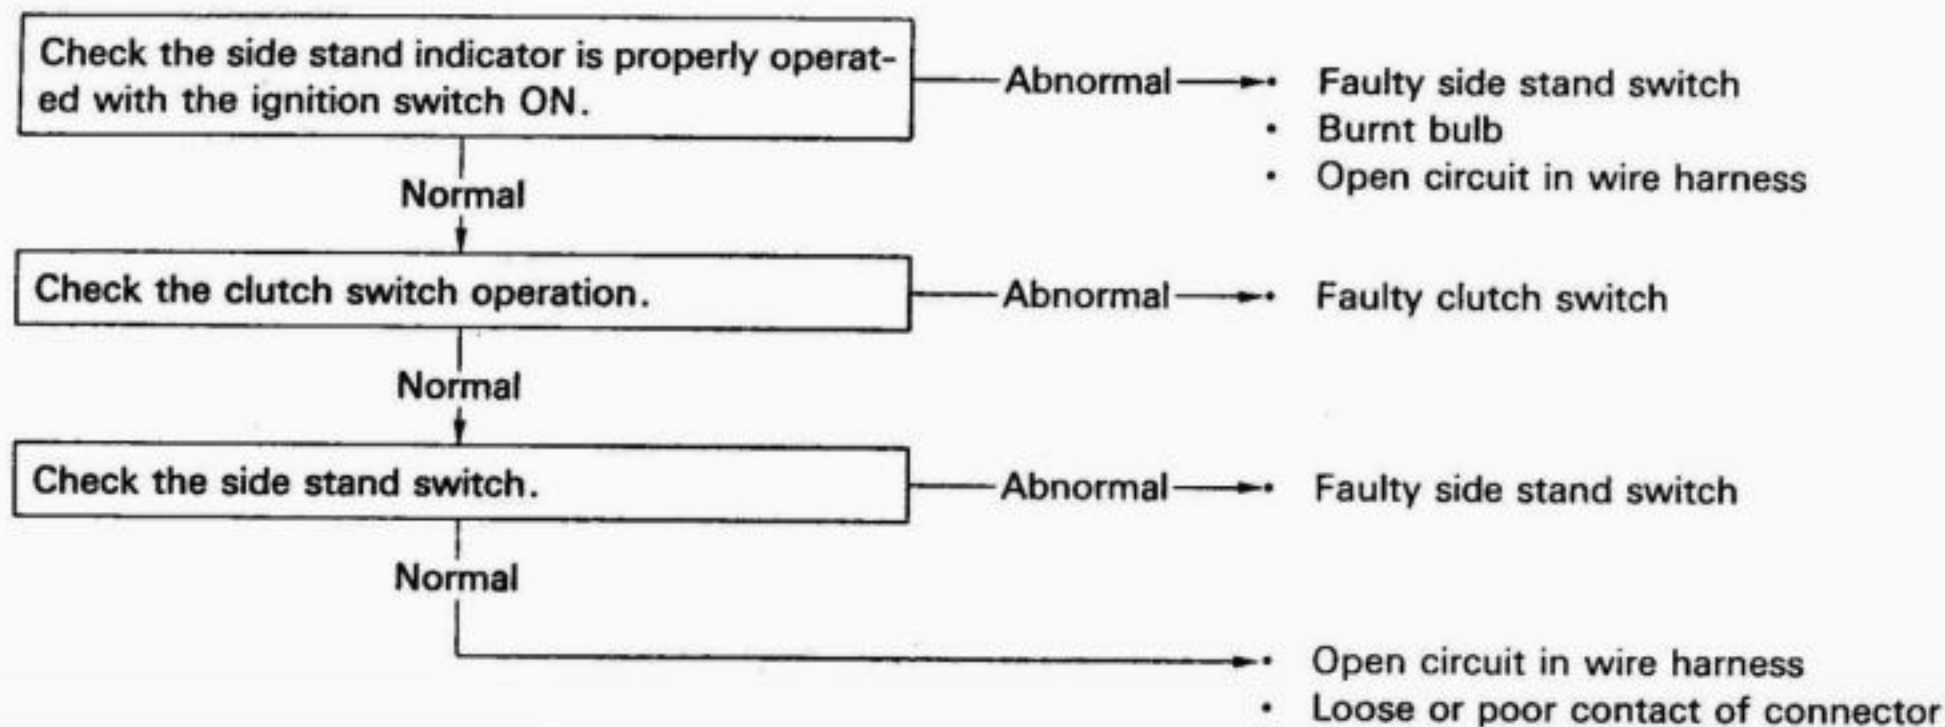 Check the side stand indicator is properly operat-
ed with the ignition switch ON.
Abnormal
• Faulty side stand switch
• Burnt bulb
• Open circuit in wire harness
Normal
Check the clutch switch operation.
Abnormal
• Faulty clutch switch
Normal
Check the side stand switch.
Abnormal
• Faulty side stand switch
Normal
• Open circuit in wire harness
• Loose or poor contact of connector